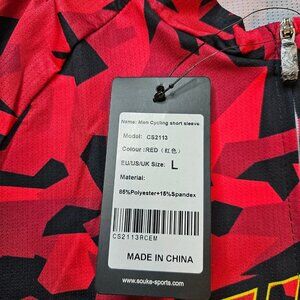 Name: Men Cycling short sleeve
Model: CS2113
Colour :RED (红色)
EU/US/UK Size: L
Material:
85%Polyester+15%Spandex
CS2113RCEM
MADE IN CHINA
www.souke-sports.com